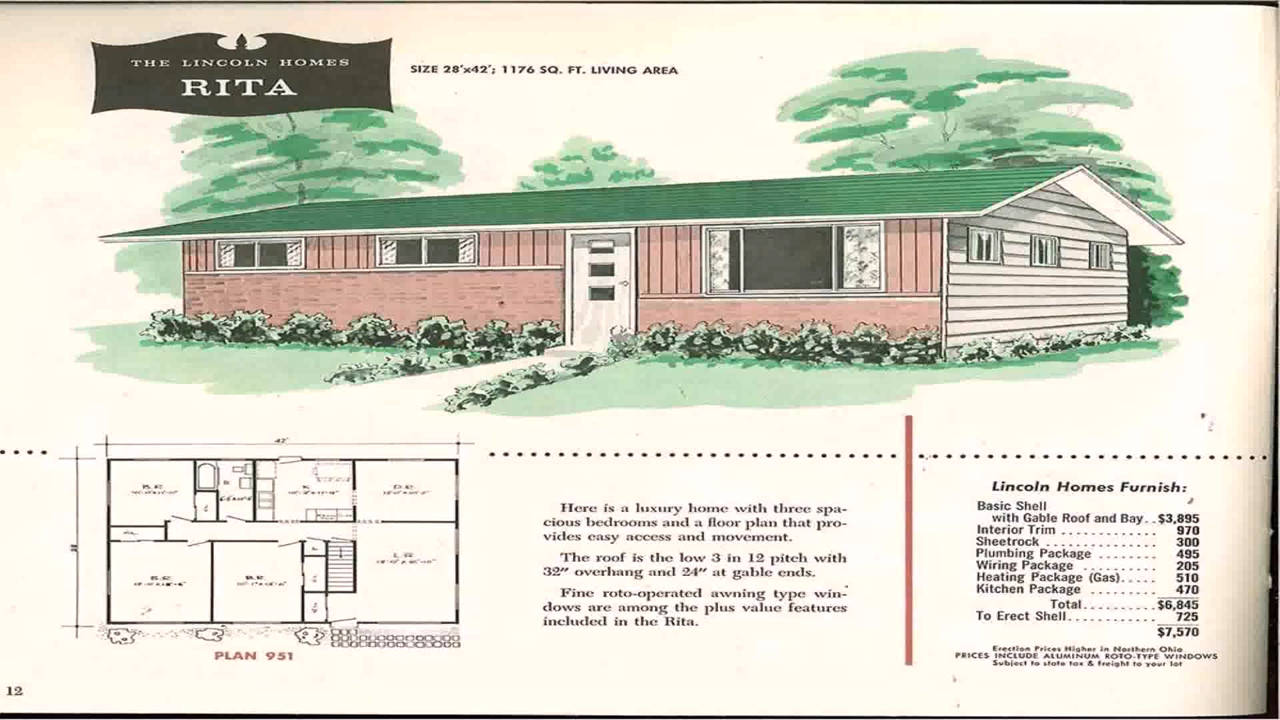 THE LINCOLN HOMES
RITA
SIZE 28'x42'; 1176 SQ. FT. LIVING AREA
42'
B.R.
K.
D.R.
B.R.
B.R.
L.R.
PLAN 951
Here is a luxury home with three spa-
cious bedrooms and a floor plan that pro-
vides easy access and movement.
The roof is the low 3 in 12 pitch with
32" overhang and 24" at gable ends.
Fine roto-operated awning type win-
dows are among the plus value features
included in the Rita.
Lincoln Homes Furnish:
Basic Shell
with Gable Roof and Bay..$3,895
Interior Trim ............ 970
Sheetrock ............... 300
Plumbing Package ........ 495
Wiring Package .......... 205
Heating Package (Gas)..... 510
Kitchen Package ......... 470
Total..........$6,845
To Erect Shell............. 725
$7,570
Erection Prices Higher in Northern Ohio
PRICES INCLUDE ALUMINUM ROTO-TYPE WINDOWS
Subject to state tax & freight to your lot
12